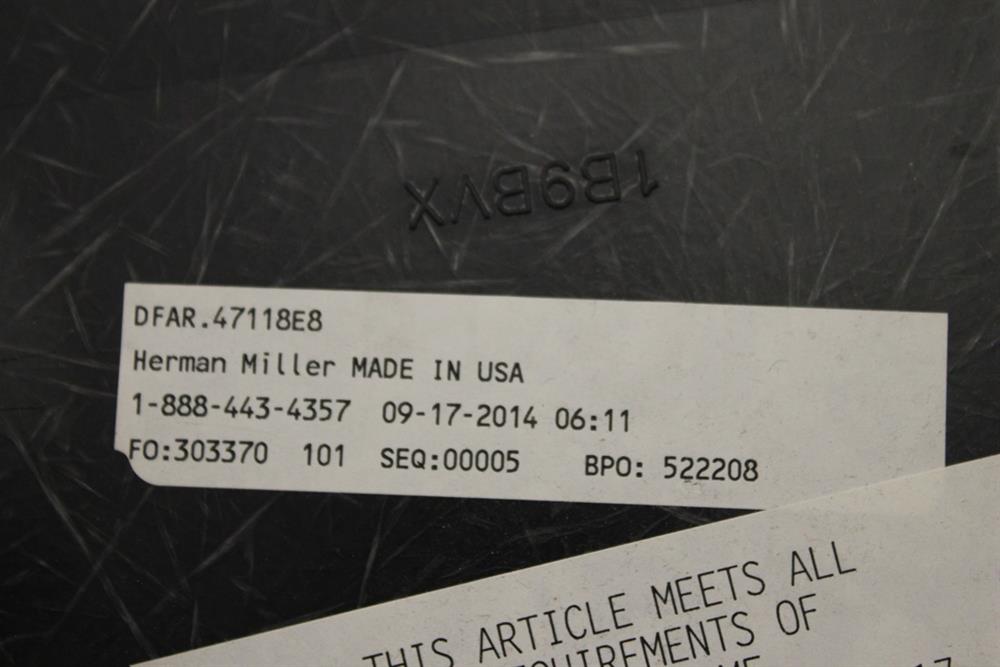 1B9BVX
DFAR.47118E8
Herman Miller MADE IN USA
1-888-443-4357 09-17-2014 06:11
FO:303370 101 SEQ:00005 BPO: 522208
THIS ARTICLE MEETS ALL
OF